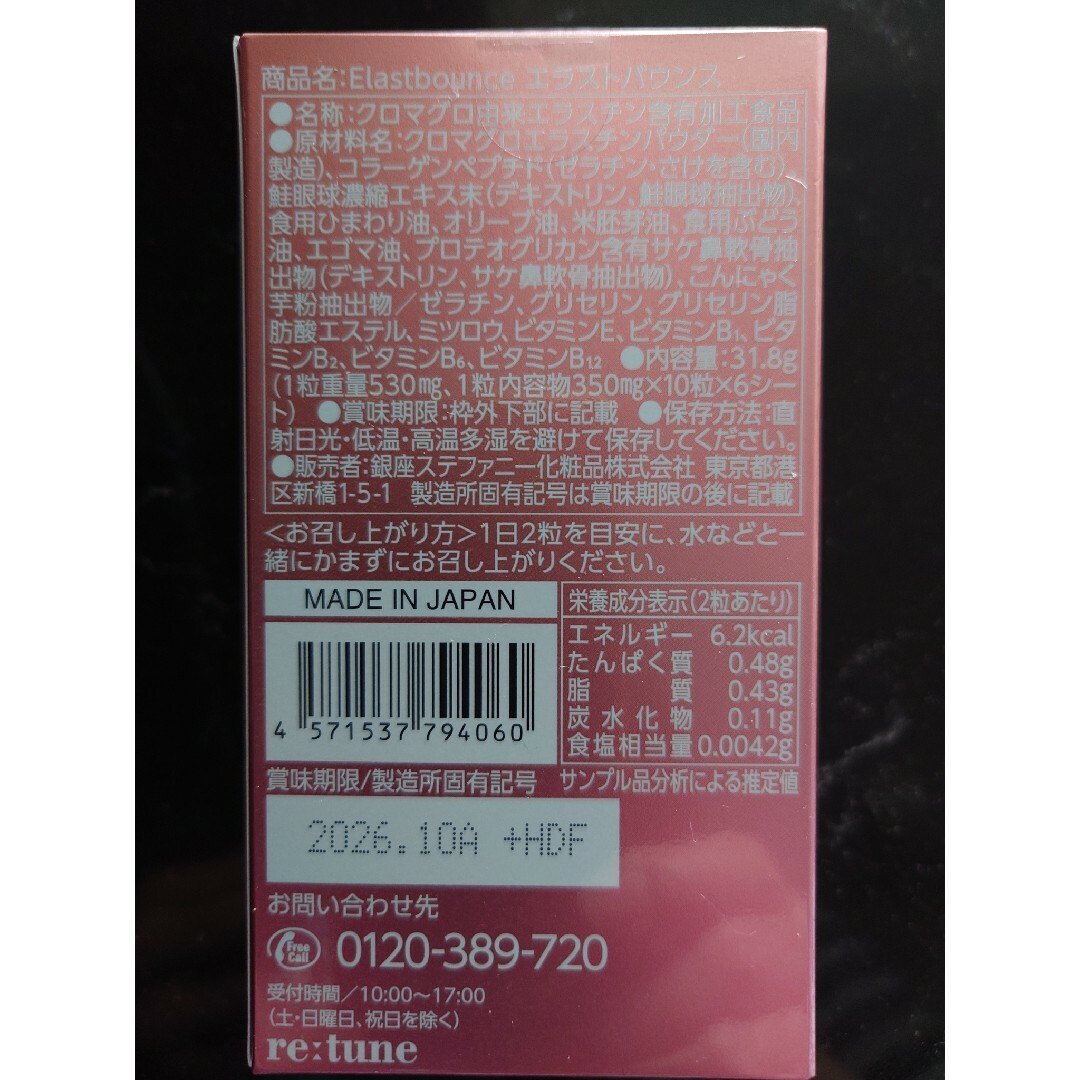 商品名:Elastbounce エラストバウンス
●名称:クロマグロ由来エラスチン含有加工食品
●原材料名:クロマグロエラスチンパウダー(国内
製造)、コラーゲンペプチド(ゼラチン・さけを含む)、
鮭眼球濃縮エキス末(デキストリン、鮭眼球抽出物)、
食用ひまわり油、オリーブ油、米胚芽油、食用ぶどう
油、エゴマ油、プロテオグリカン含有サケ鼻軟骨抽
出物(デキストリン、サケ鼻軟骨抽出物)、こんにゃく
芋粉抽出物/ゼラチン、グリセリン、グリセリン脂
肪酸エステル、ミツロウ、ビタミンE、ビタミンB1、ビタ
ミンB2、ビタミンB6、ビタミンB12 ●内容量:31.8g
(1粒重量530mg、1粒内容物350mg×10粒×6シー
ト) ●賞味期限:枠外下部に記載 ●保存方法:直
射日光・低温・高温多湿を避けて保存してください。
●販売者:銀座ステファニー化粧品株式会社 東京都港
区新橋1-5-1 製造所固有記号は賞味期限の後に記載
<お召し上がり方>1日2粒を目安に、水などと一
緒にかまずにお召し上がりください。
MADE IN JAPAN
4 571537 794060
栄養成分表示(2粒あたり)
エネルギー 6.2kcal
たんぱく質 0.48g
脂質 0.43g
炭水化物 0.11g
食塩相当量 0.0042g
サンプル品分析による推定値
賞味期限/製造所固有記号
2026.10A +HDF
お問い合わせ先
Free Call 0120-389-720
受付時間/10:00~17:00
(土・日曜日、祝日を除く)
re:tune